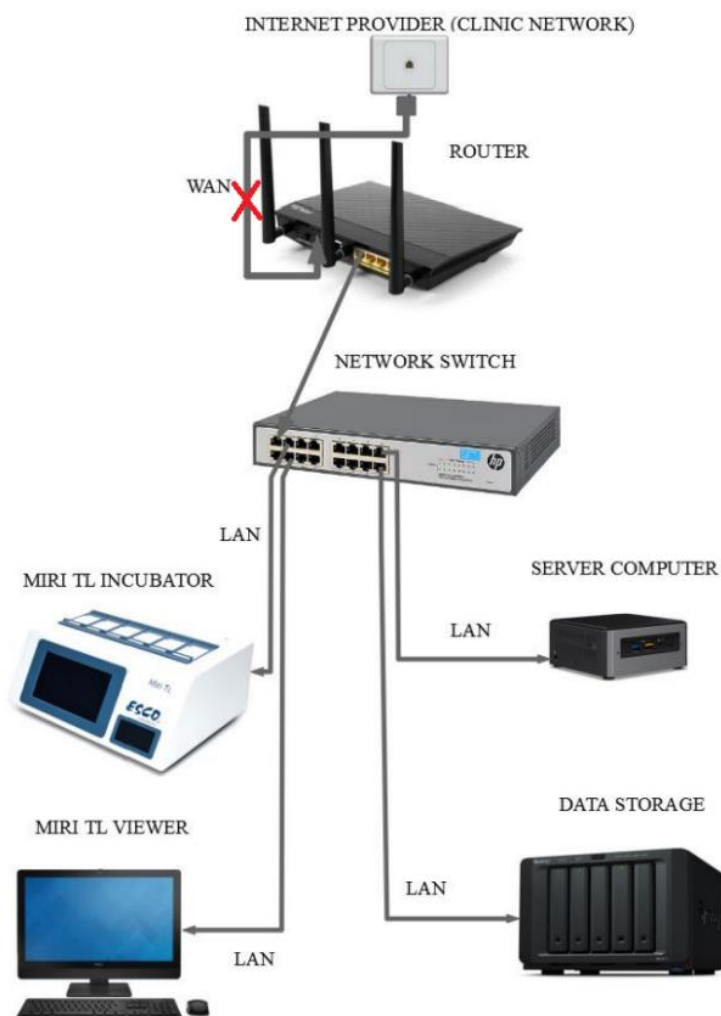 INTERNET PROVIDER (CLINIC NETWORK)
ROUTER
WAN
NETWORK SWITCH
hp
LAN
MIRI TL INCUBATOR
SERVER COMPUTER
LAN
Miri TL
ESCO
DATA STORAGE
MIRI TL VIEWER
LAN
LAN